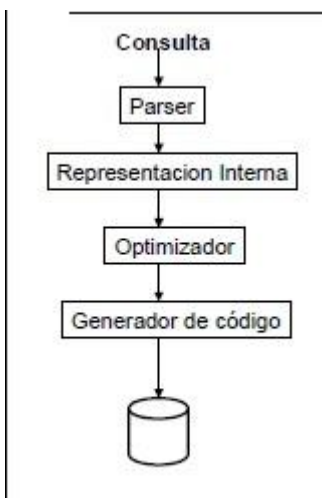 Consulta
Parser
Representacion Interna
Optimizador
Generador de código